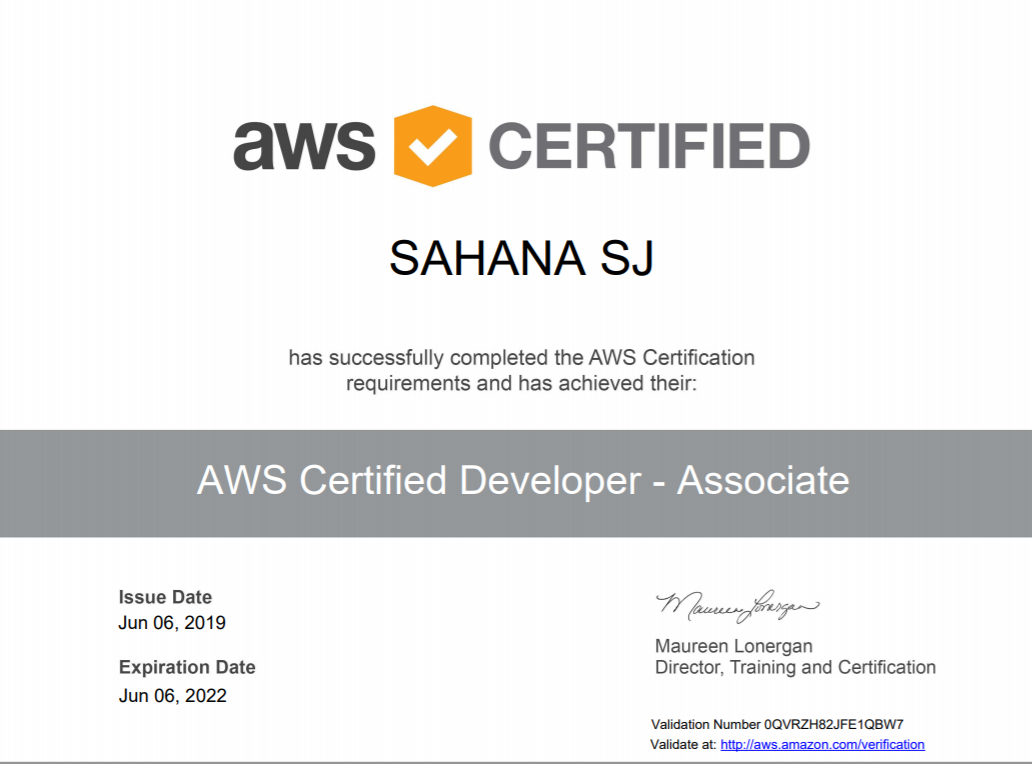 aws CERTIFIED
SAHANA SJ
has successfully completed the AWS Certification
requirements and has achieved their:
AWS Certified Developer - Associate
Issue Date
Jun 06, 2019
Expiration Date
Jun 06, 2022
Maureen Lonergan
Maureen Lonergan
Director, Training and Certification
Validation Number 0QVRZH82JFE1QBW7
Validate at: http://aws.amazon.com/verification